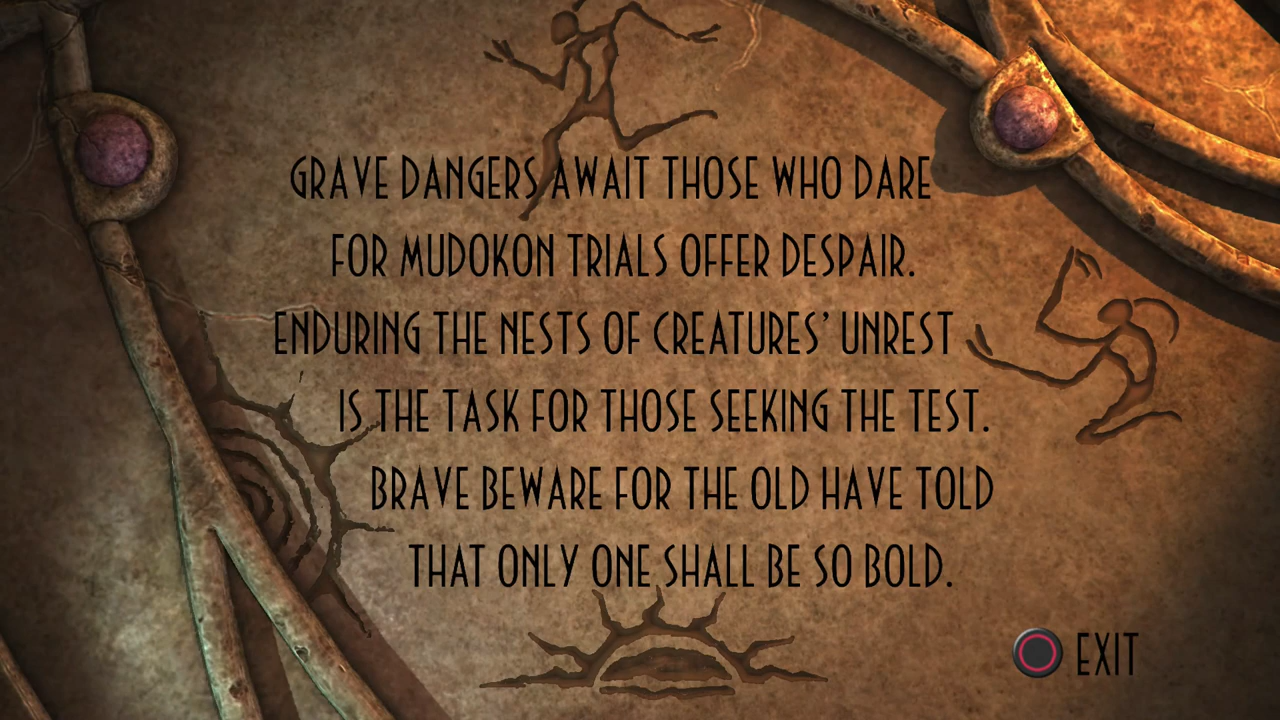 GRAVE DANGERS AWAIT THOSE WHO DARE
FOR MUDOKON TRIALS OFFER DESPAIR.
ENDURING THE NESTS OF CREATURES' UNREST
IS THE TASK FOR THOSE SEEKING THE TEST.
BRAVE BEWARE FOR THE OLD HAVE TOLD
THAT ONLY ONE SHALL BE SO BOLD.
EXIT